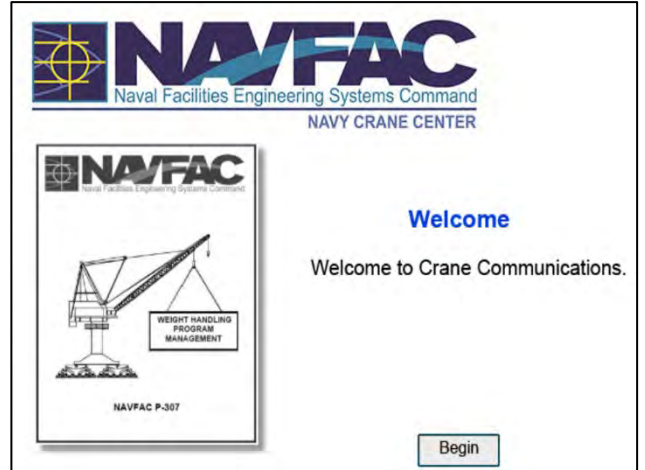 NAVFAC
Naval Facilities Engineering Systems Command
NAVY CRANE CENTER
NAVFAC
Naval Facilities Engineering Systems Command
WEIGHT HANDLING
PROGRAM
MANAGEMENT
NAVFAC P-307
Welcome
Welcome to Crane Communications.
Begin